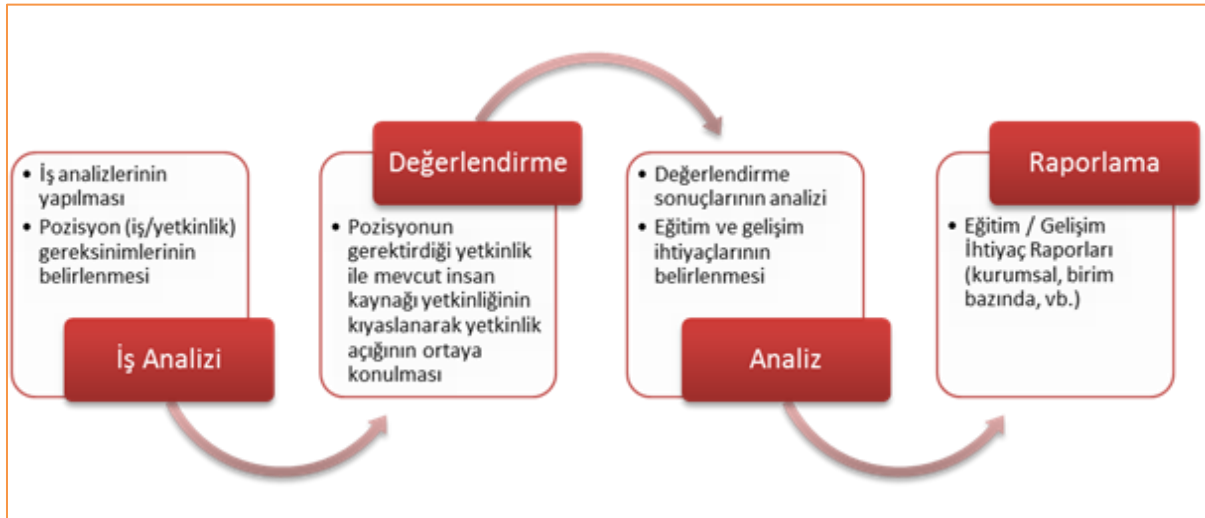 • İş analizlerinin
yapılması
• Pozisyon (iş/yetkinlik)
gereksinimlerinin
belirlenmesi
İş Analizi
Değerlendirme
• Pozisyonun
gerektirdiği yetkinlik
ile mevcut insan
kaynağı yetkinliğinin
kıyaslanarak yetkinlik
açığının ortaya
konulması
• Değerlendirme
sonuçlarının analizi
• Eğitim ve gelişim
ihtiyaçlarının
belirlenmesi
Analiz
Raporlama
• Eğitim / Gelişim
İhtiyaç Raporları
(kurumsal, birim
bazında, vb.)